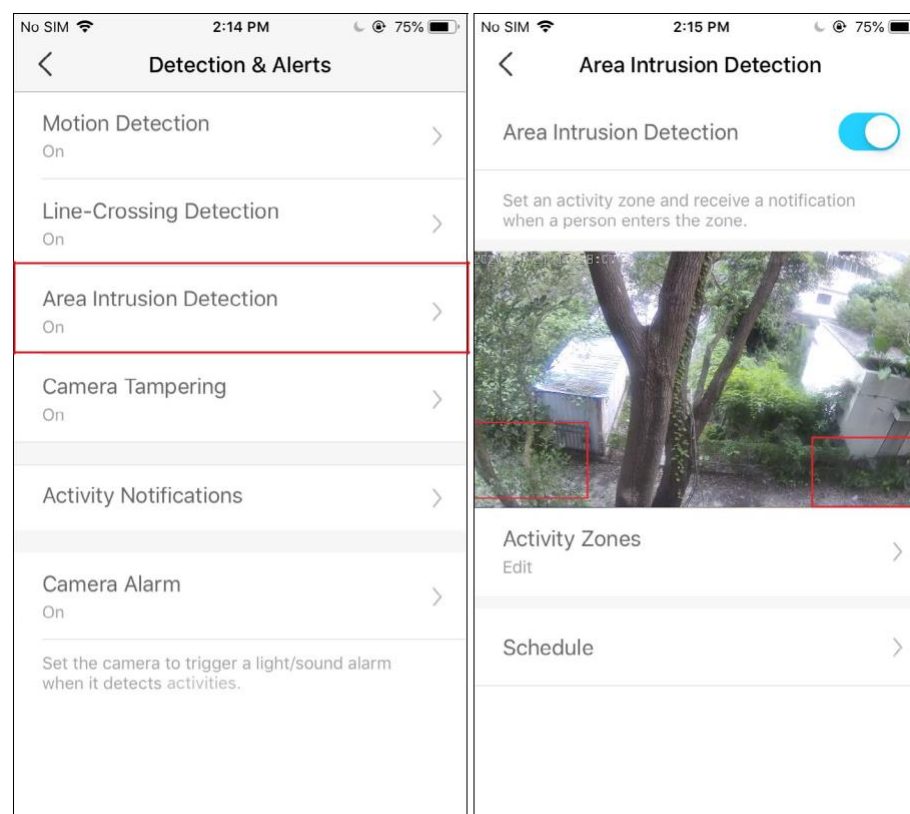 No SIM 2:14 PM 75%
Detection & Alerts
Motion Detection
On
Line-Crossing Detection
On
Area Intrusion Detection
On
Camera Tampering
On
Activity Notifications
Camera Alarm
On
Set the camera to trigger a light/sound alarm
when it detects activities.
No SIM 2:15 PM 75%
Area Intrusion Detection
Area Intrusion Detection
Set an activity zone and receive a notification
when a person enters the zone.
Activity Zones
Edit
Schedule